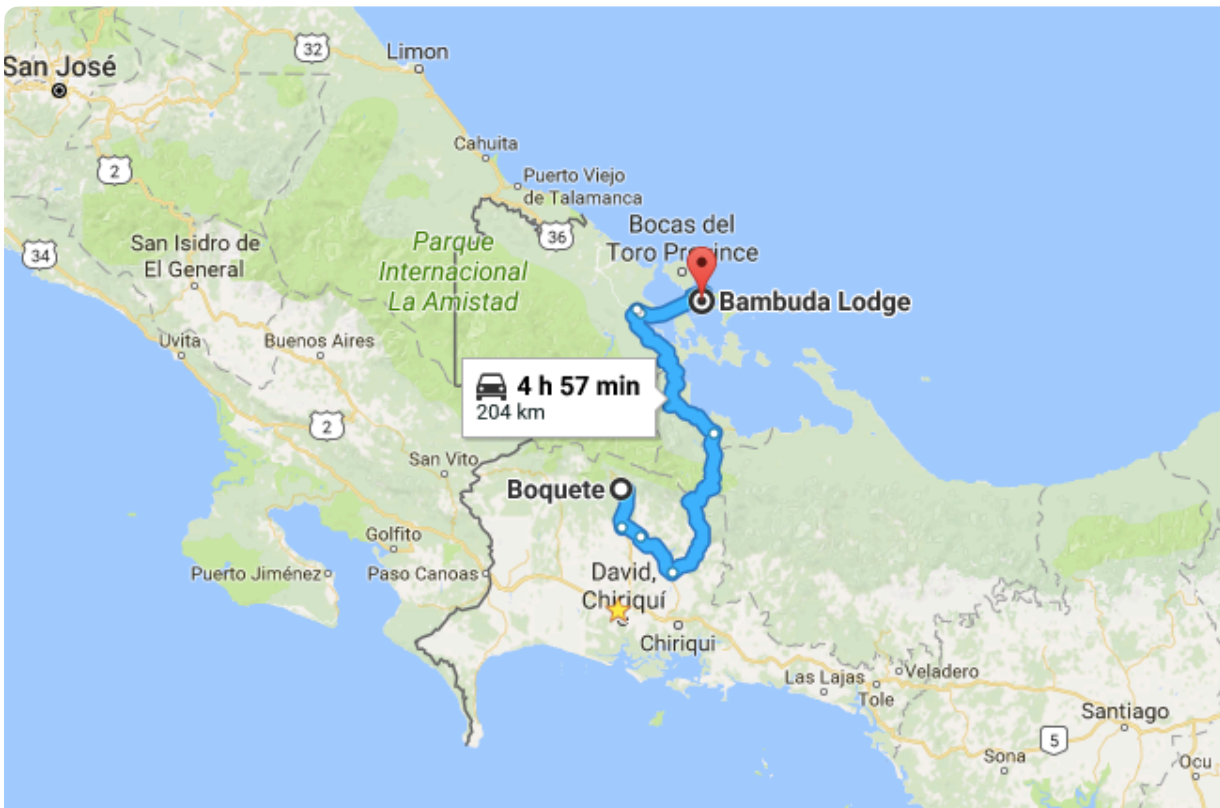 32
Limon
San José
2
Cahuita
Puerto Viejo
de Talamanca
36
34
San Isidro de
El General
Parque
Internacional
La Amistad
Bocas del
Toro Province
Bambuda Lodge
Uvita
Buenos Aires
4 h 57 min
204 km
2
San Vito
Boquete
Golfito
Puerto Jiménez
Paso Canoas
David,
Chiriquí
Chiriqui
Las Lajas
Veladero
Tole
Santiago
5
Sona
Ocu